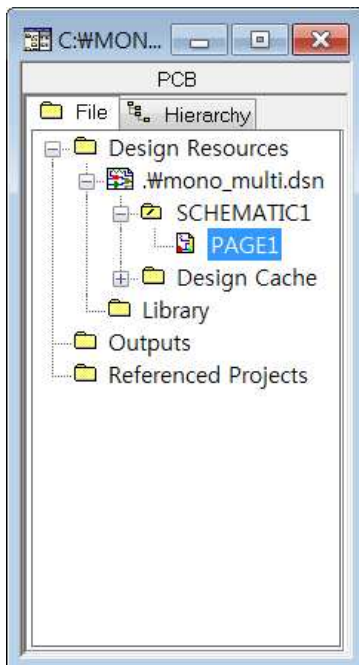 C:₩MON...
PCB
File Hierarchy
Design Resources
.₩mono_multi.dsn
SCHEMATIC1
PAGE1
Design Cache
Library
Outputs
Referenced Projects